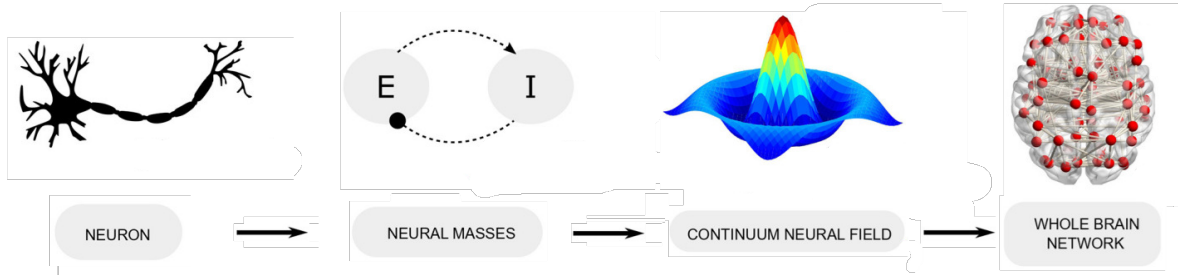 E
I
NEURON
NEURAL MASSES
CONTINUUM NEURAL FIELD
WHOLE BRAIN
NETWORK